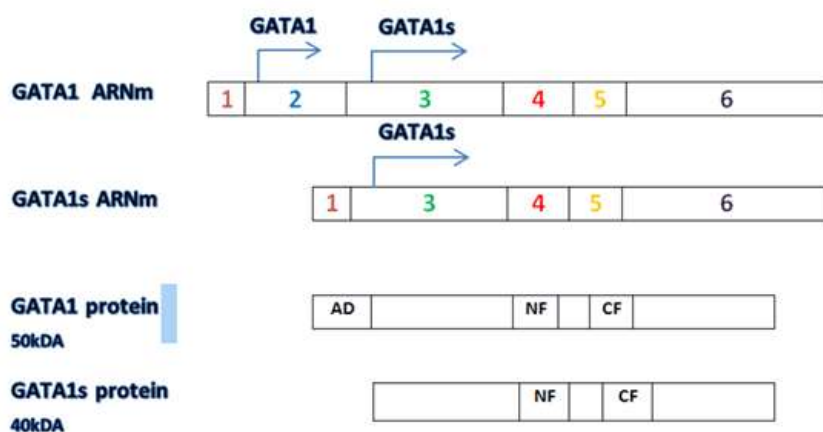 GATA1 GATA1s
GATA1 ARNm 1 2 3 4 5 6
GATA1s
GATA1s ARNm 1 3 4 5 6
GATA1 protein AD NF CF
50kDA
GATA1s protein NF CF
40kDA